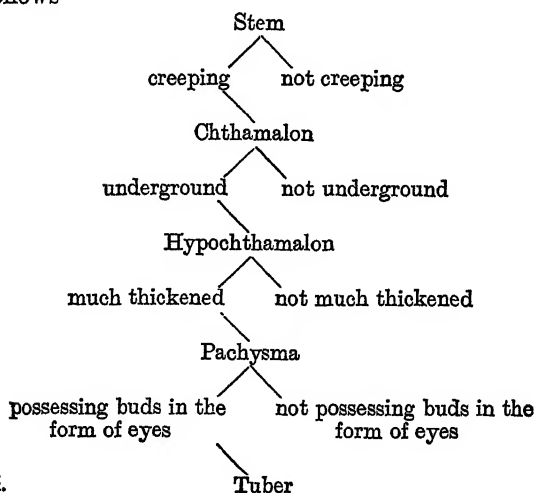 Stem
creeping not creeping
Chthamalon
underground not underground
Hypochthamalon
much thickened not much thickened
Pachysma
possessing buds in the not possessing buds in the
form of eyes form of eyes
Tuber